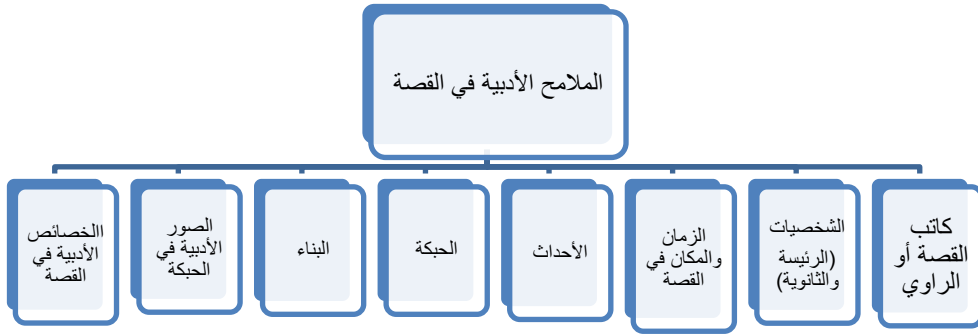 الملامح الأدبية في القصة
كاتب
القصة أو
الراوي
الشخصيات
(الرئيسة
والثانوية)
الزمان
والمكان في
القصة
الأحداث
الحبكة
البناء
الصور
الأدبية في
الحبكة
االخصائص
الأدبية في
القصة